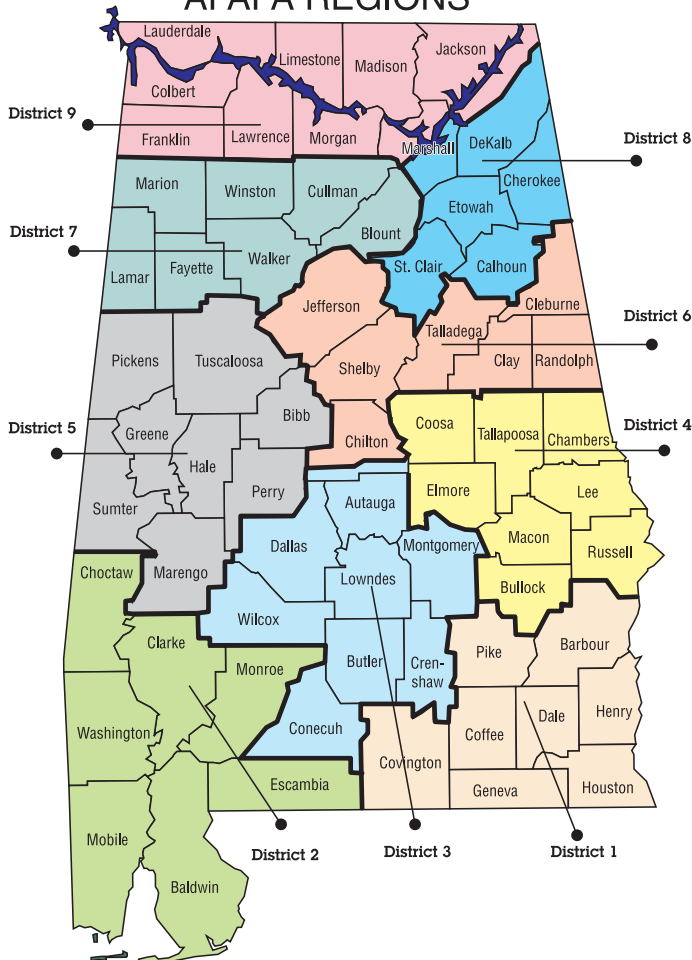 APAPA REGIONS
Lauderdale
Limestone
Madison
Jackson
Colbert
District 9
Franklin
Lawrence
Morgan
Marshall
DeKalb
District 8
Cherokee
Marion
Winston
Cullman
Etowah
District 7
Blount
Lamar
Fayette
Walker
St. Clair
Calhoun
Jefferson
Cleburne
Talladega
District 6
Pickens
Tuscaloosa
Shelby
Clay
Randolph
Bibb
District 5
Greene
Chilton
Coosa
Tallapoosa
Chambers
District 4
Hale
Perry
Elmore
Lee
Sumter
Autauga
Macon
Dallas
Montgomery
Russell
Choctaw
Marengo
Lowndes
Bullock
Wilcox
Clarke
Monroe
Butler
Cren-
shaw
Pike
Barbour
Washington
Conecuh
Coffee
Dale
Henry
Covington
Escambia
Geneva
Houston
Mobile
Baldwin
District 2
District 3
District 1